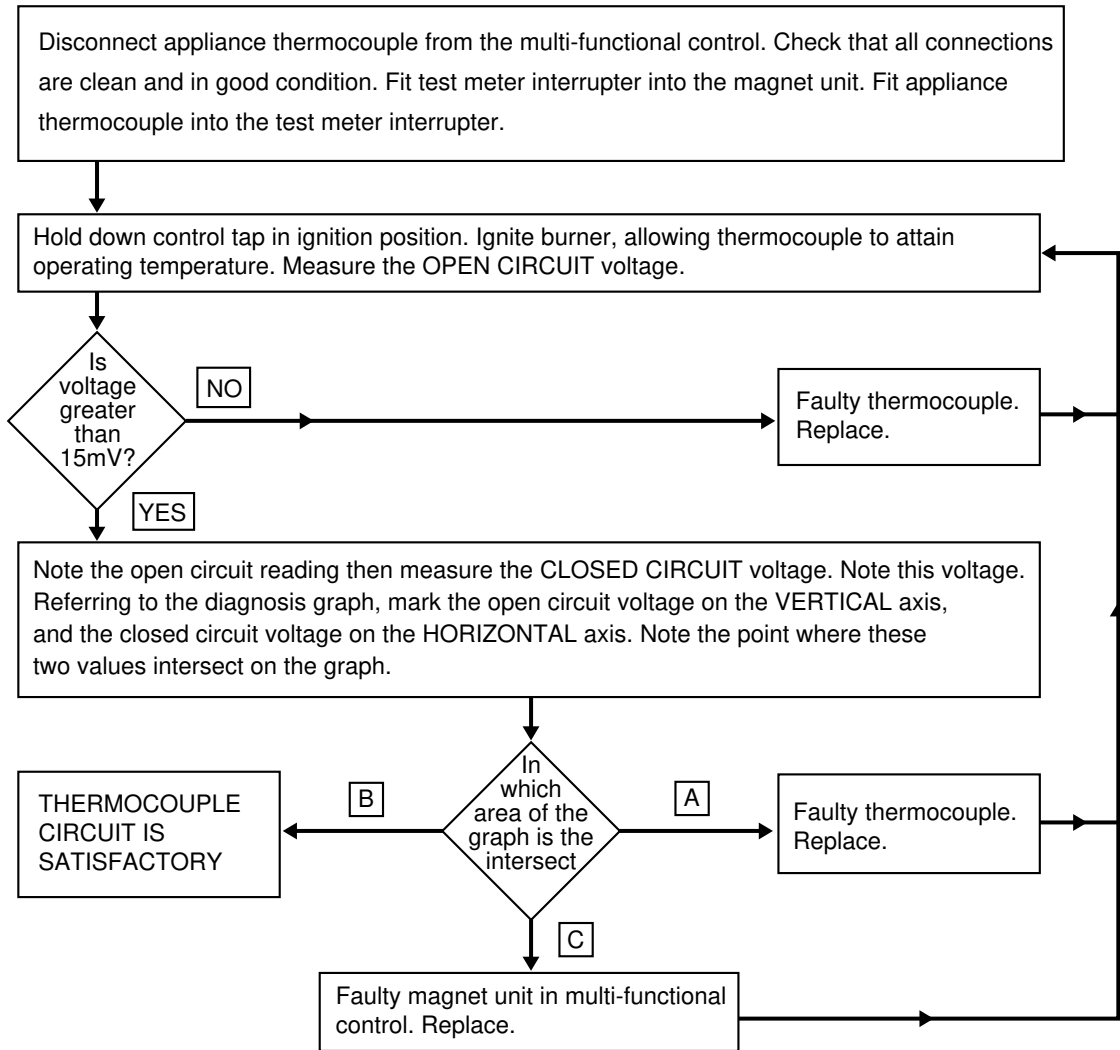 Disconnect appliance thermocouple from the multi-functional control. Check that all connections
are clean and in good condition. Fit test meter interrupter into the magnet unit. Fit appliance
thermocouple into the test meter interrupter.
Hold down control tap in ignition position. Ignite burner, allowing thermocouple to attain
operating temperature. Measure the OPEN CIRCUIT voltage.
Is
voltage
greater
than
15mV?
NO
Faulty thermocouple.
Replace.
YES
Note the open circuit reading then measure the CLOSED CIRCUIT voltage. Note this voltage.
Referring to the diagnosis graph, mark the open circuit voltage on the VERTICAL axis,
and the closed circuit voltage on the HORIZONTAL axis. Note the point where these
two values intersect on the graph.
In
which
area of the
graph is the
intersect
B
THERMOCOUPLE
CIRCUIT IS
SATISFACTORY
A
Faulty thermocouple.
Replace.
C
Faulty magnet unit in multi-functional
control. Replace.